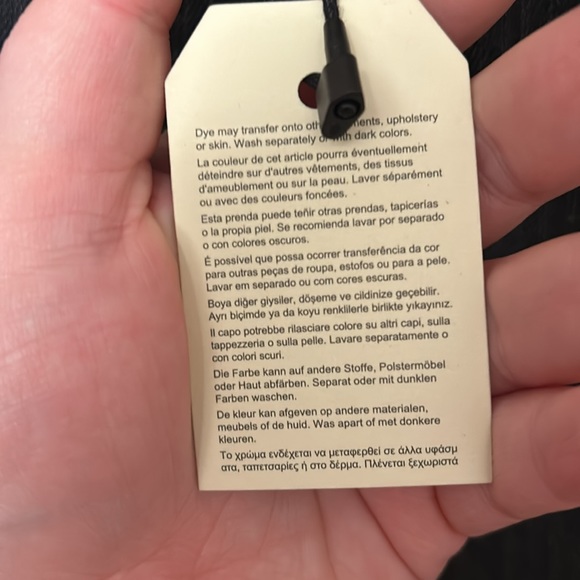 Dye may transfer onto oth ments, upholstery
or skin. Wash separately or with dark colors.
La couleur de cet article pourra éventuellement
déteindre sur d'autres vêtements, des tissus
d'ameublement ou sur la peau. Laver séparément
ou avec des couleurs foncées.
Esta prenda puede teñir otras prendas, tapicerias
o la propia piel. Se recomienda lavar por separado
o con colores oscuros.
É possível que possa ocorrer transferência da cor
para outras peças de roupa, estofos ou para a pele.
Lavar em separado ou com cores escuras.
Boya diğer giysiler, döşeme ve cildinize geçebilir.
Ayrı biçimde ya da koyu renklilerle birlikte yıkayınız.
Il capo potrebbe rilasciare colore su altri capi, sulla
tappezzeria o sulla pelle. Lavare separatamente o
con colori scuri.
Die Farbe kann auf andere Stoffe, Polstermöbel
oder Haut abfärben. Separat oder mit dunklen
Farben waschen.
De kleur kan afgeven op andere materialen,
meubels of de huid. Was apart of met donkere
kleuren.
Το χρώμα ενδέχεται να μεταφερθεί σε άλλα υφάσμ
ατα, ταπετσαρίες ή στο δέρμα. Πλένεται ξεχωριστά